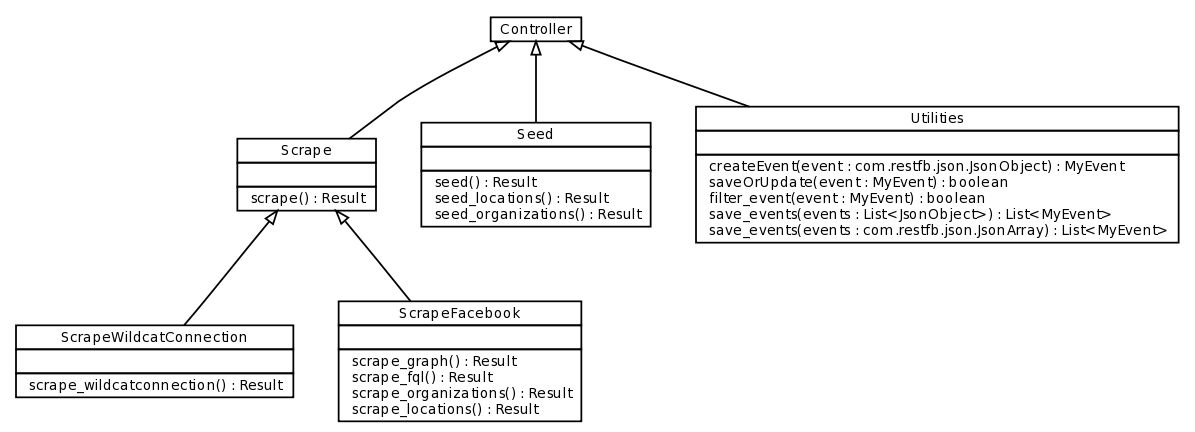 Controller
Scrape
scrape() : Result
Seed
seed() : Result
seed_locations() : Result
seed_organizations() : Result
Utilities
createEvent(event : com.restfb.json.JsonObject) : MyEvent
saveOrUpdate(event : MyEvent) : boolean
filter_event(event : MyEvent) : boolean
save_events(events : List<JsonObject>) : List<MyEvent>
save_events(events : com.restfb.json.JsonArray) : List<MyEvent>
ScrapeWildcatConnection
scrape_wildcatconnection() : Result
ScrapeFacebook
scrape_graph() : Result
scrape_fql() : Result
scrape_organizations() : Result
scrape_locations() : Result